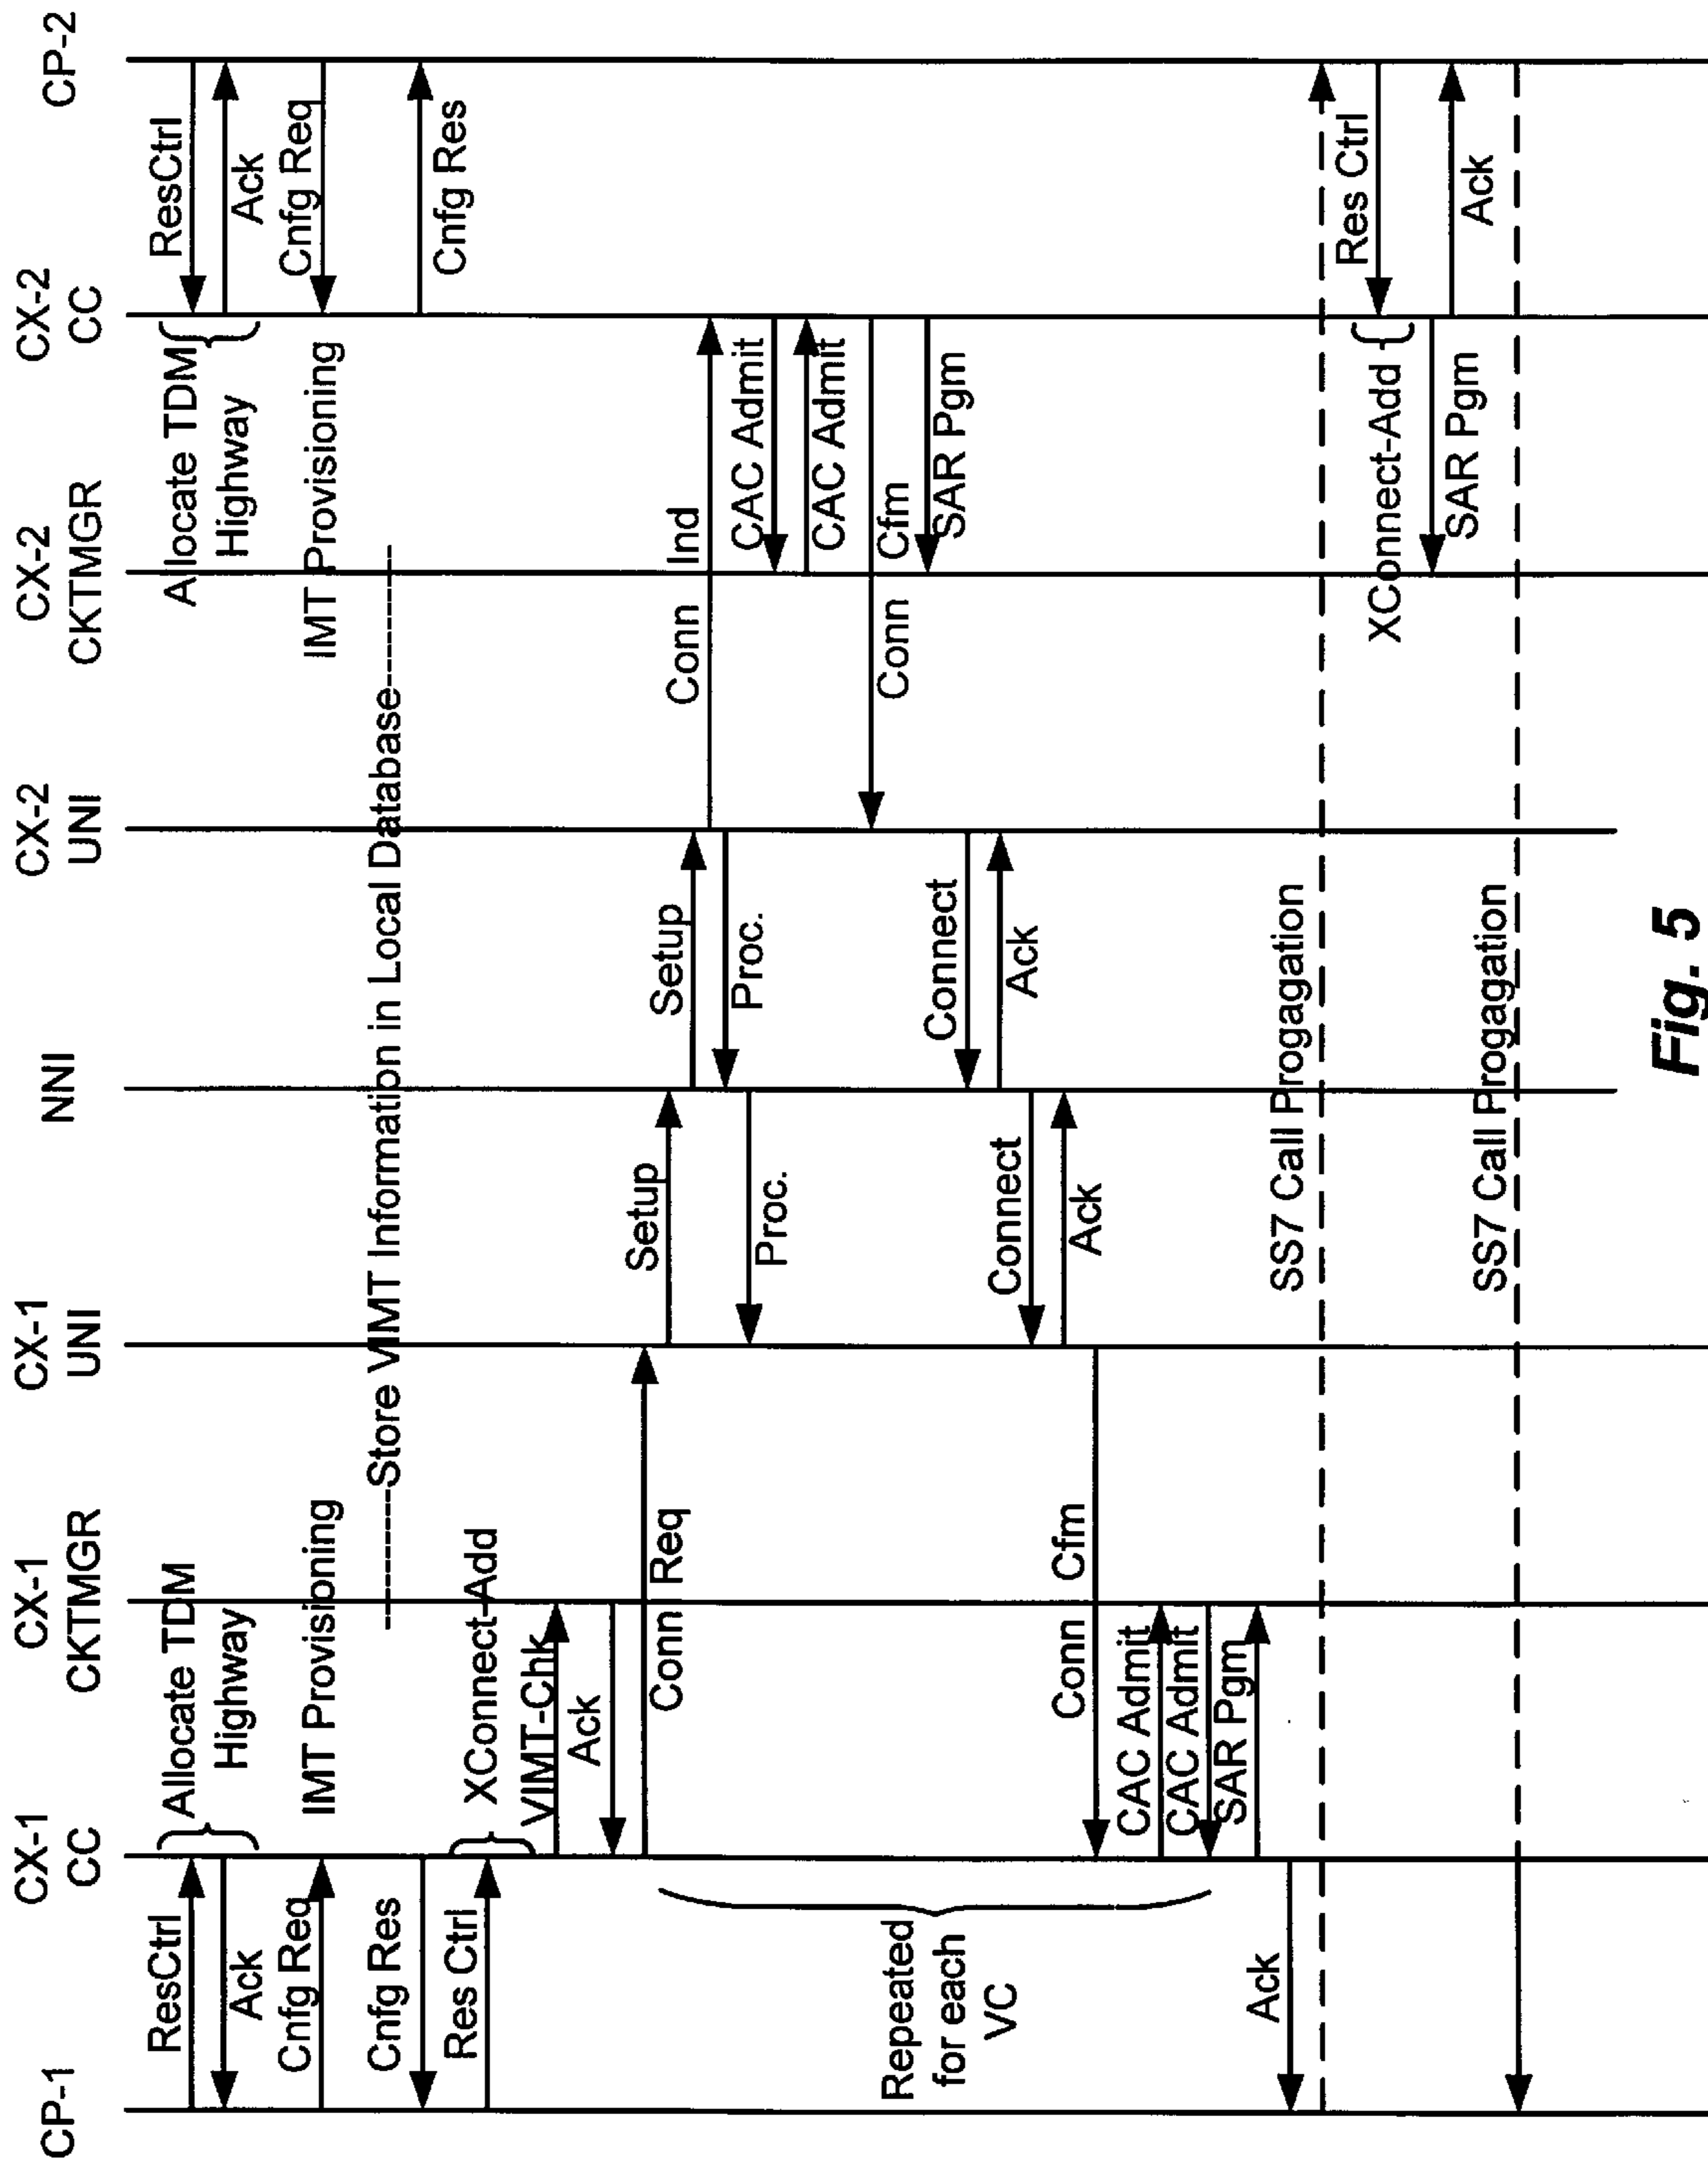 CP-1
CX-1
CC
CX-1
CKTMGR
CX-1
UNI
NNI
CX-2
UNI
CX-2
CKTMGR
CX-2
CC
CP-2
ResCtrl
Allocate TDM
Allocate TDM
ResCtrl
Ack
Highway
Highway
Ack
Cnfg Req
IMT Provisioning
IMT Provisioning
Cnfg Req
Cnfg Res
Store VIMT Information in Local Database
Cnfg Res
Res Ctrl
XConnect-Add
VIMT-Chk
Ack
Conn Req
Setup
Setup
Conn Ind
Proc.
Proc.
CAC Admit
CAC Admit
Conn Cfm
SAR Pgm
Repeated
for each
VC
Connect
Ack
Connect
Ack
Conn Cfm
CAC Admit
CAC Admit
SAR Pgm
Ack
SS7 Call Progagation
Res Ctrl
XConnect-Add
SAR Pgm
Ack
SS7 Call Progagation
Fig. 5